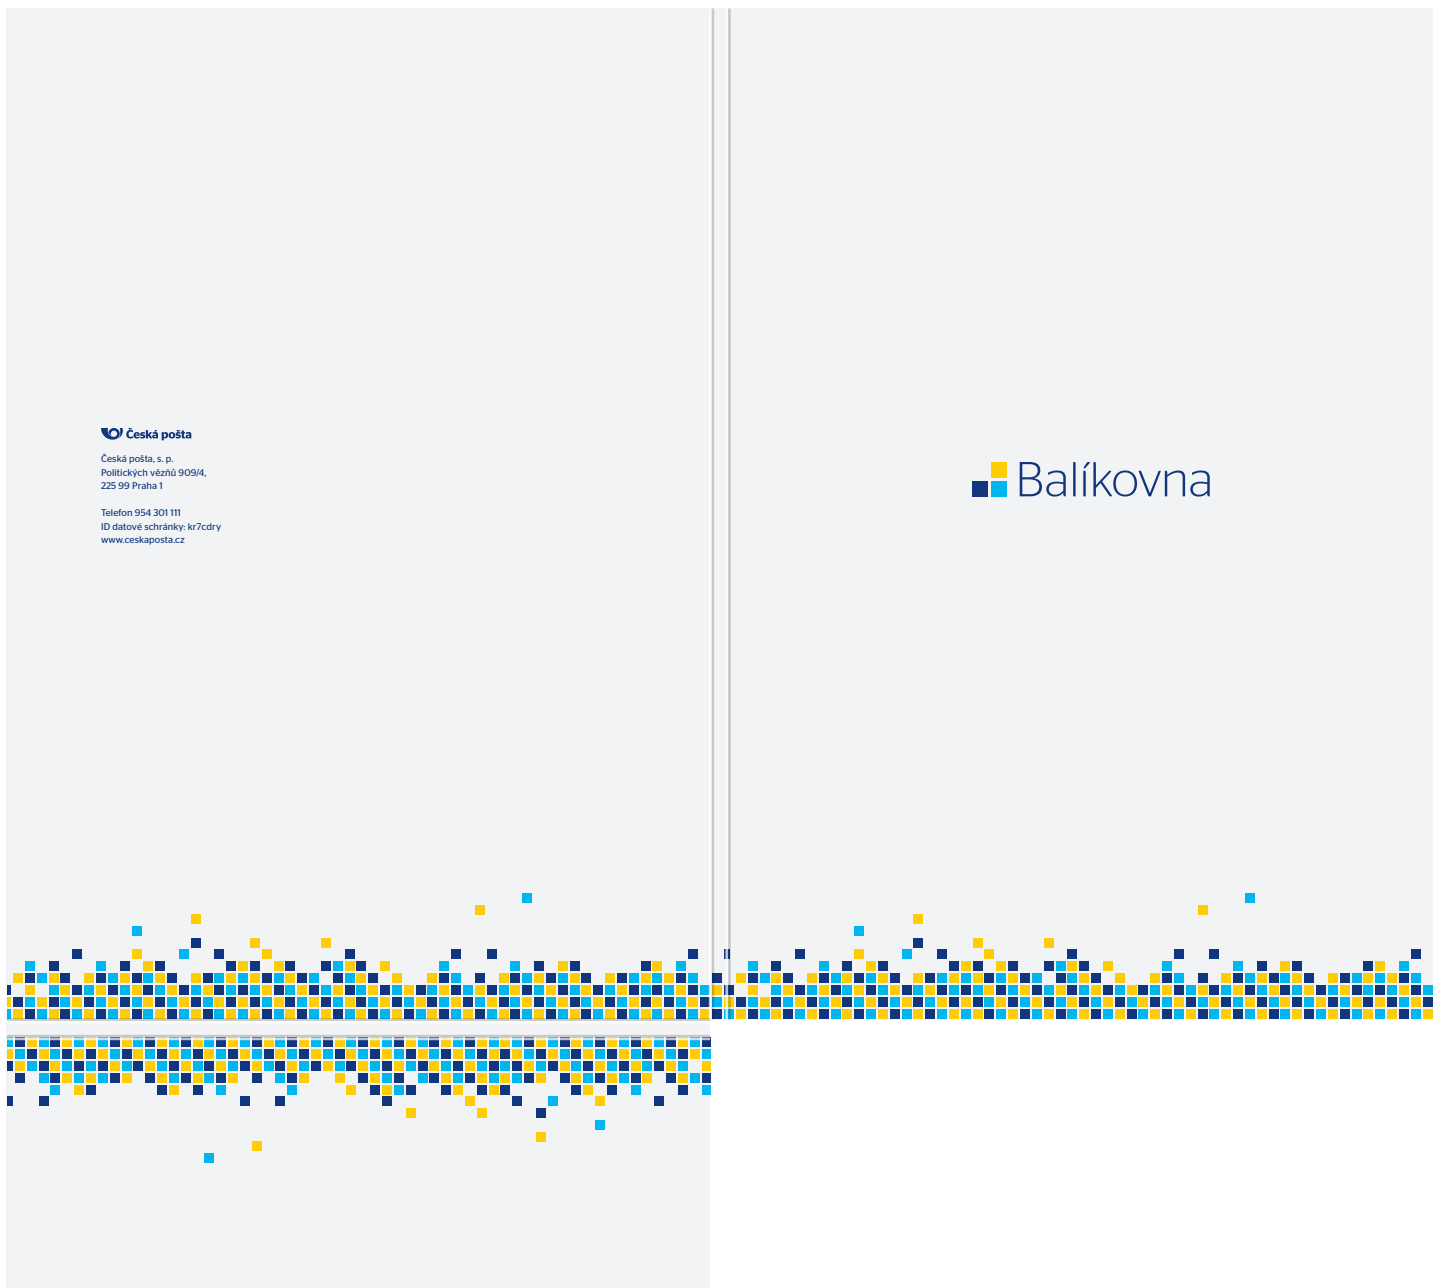 Česká pošta
Česká pošta, s. p.
Politických vězňů 909/4,
225 99 Praha 1
Telefon 954 301 111
ID datové schránky: kr7cdry
www.ceskaposta.cz
Balíkovna